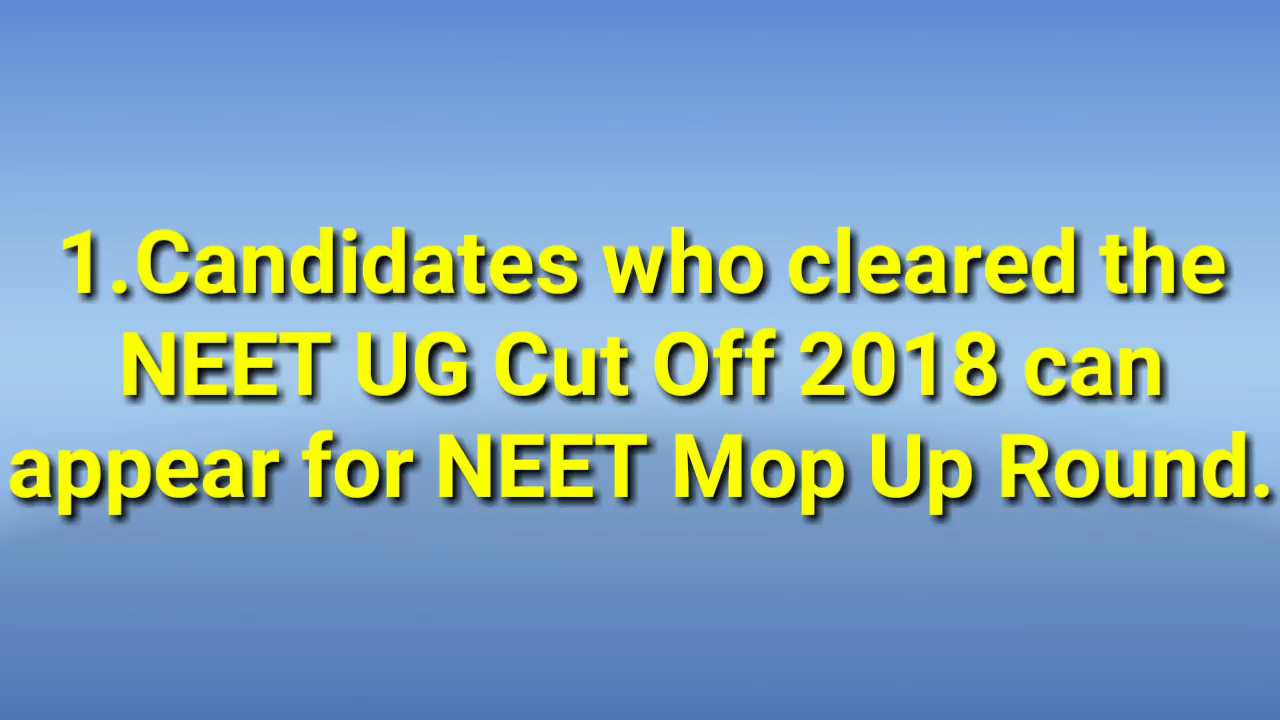 1.Candidates who cleared the
NEET UG Cut Off 2018 can
appear for NEET Mop Up Round.